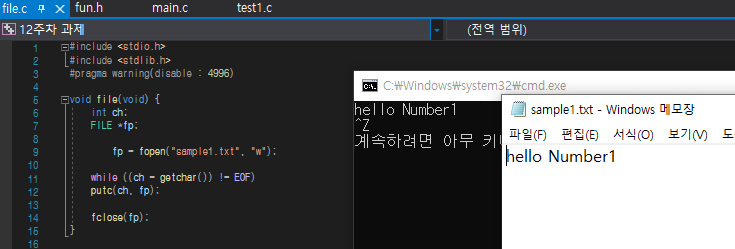 file.c fun.h main.c test1.c
12주차 과제 (전역 범위)
1 #include <stdio.h>
2 #include <stdlib.h>
3 #pragma warning(disable : 4996)
4
5 void file(void) {
6 int ch;
7 FILE *fp;
8
9 fp = fopen("sample1.txt", "w");
10
11 while ((ch = getchar()) != EOF)
12 putc(ch, fp);
13
14 fclose(fp);
15 }
16
C:\Windows\system32\cmd.exe
hello Number1
^Z
계속하려면 아무
sample1.txt - Windows 메모장
파일(F) 편집(E) 서식(O) 보기(V)
hello Number1